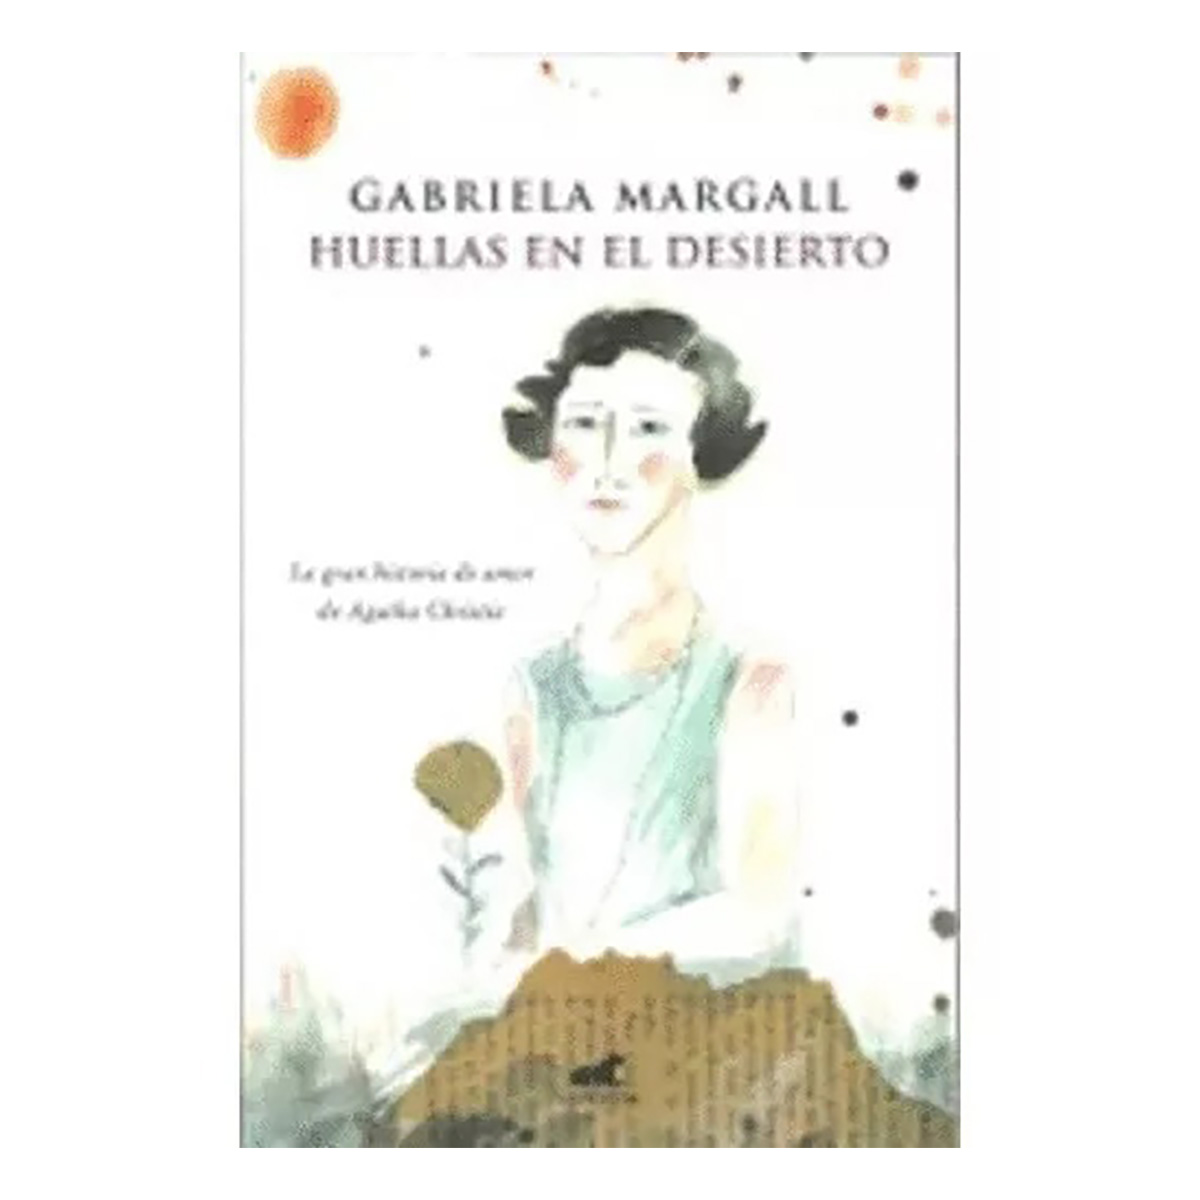 GABRIELA MARGALL
HUELLAS EN EL DESIERTO
La gran historia de amor
de Agatha Christie